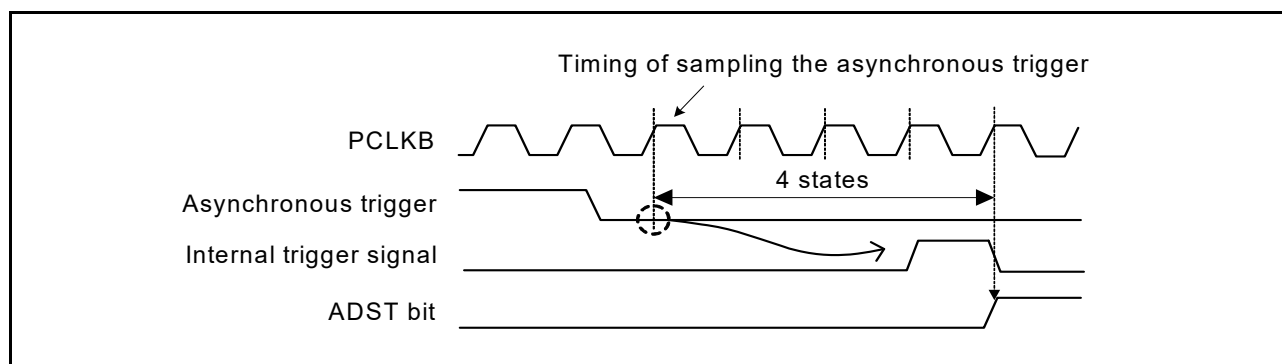 Timing of sampling the asynchronous trigger
PCLKB
4 states
Asynchronous trigger
Internal trigger signal
ADST bit